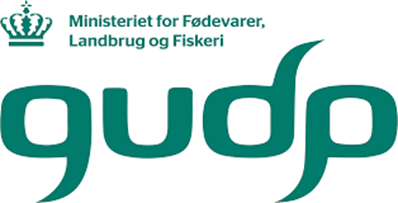 Ministeriet for Fødevarer,
Landbrug og Fiskeri
gudp